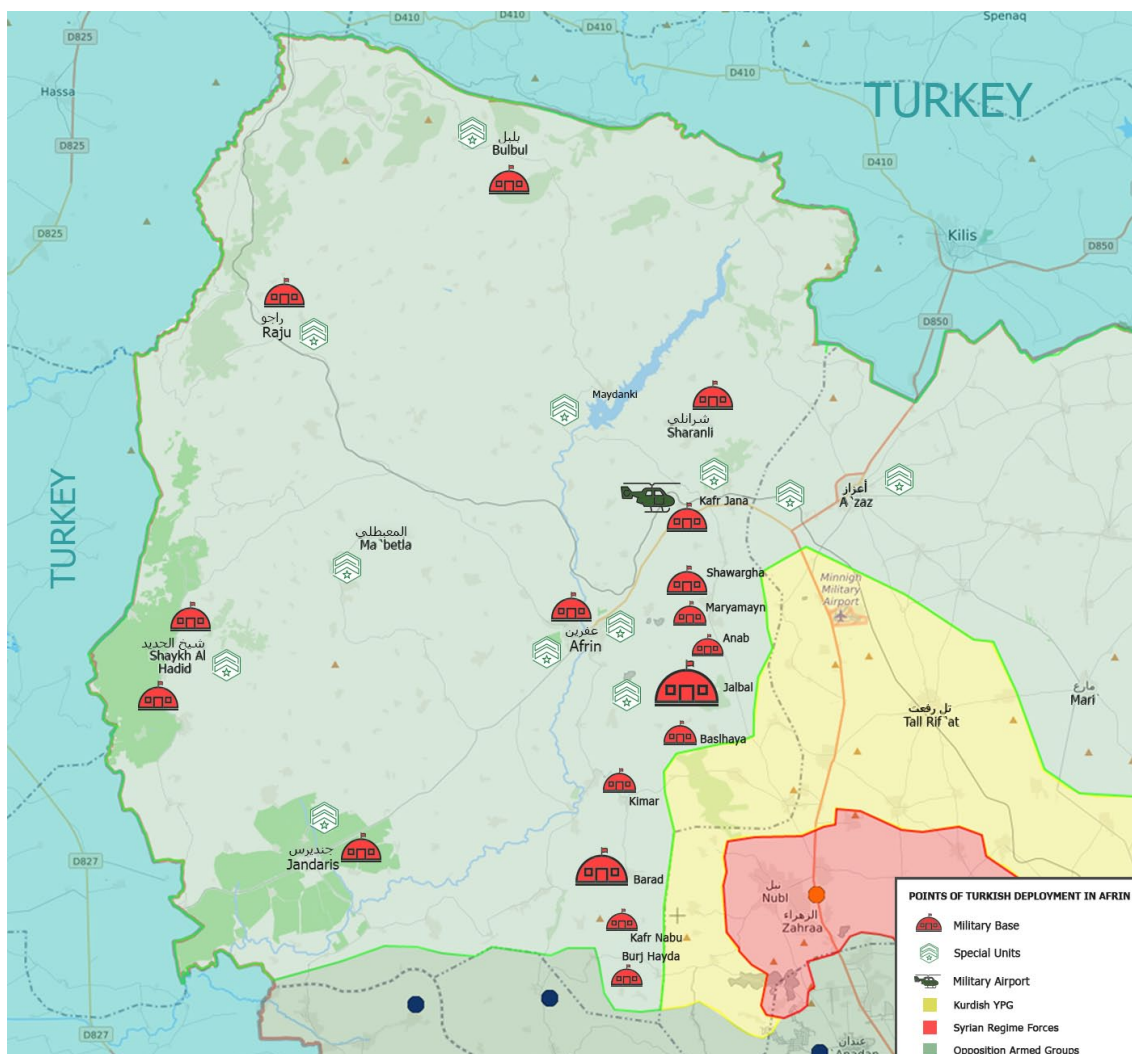 D825
D410
D410
Spenaq
Hassa
D410
TURKEY
D825
D410
بلبل
Bulbul
D825
Kilis
D850
راجو
Raju
D850
Maydanki
شرانلي
Sharanli
TURKEY
Kafr Jana
أعزاز
A`zaz
المعبطلي
Ma`betla
Shawargha
Minnigh
Military
Airport
Maryamayn
عفرين
Afrin
Anab
شيخ الحديد
Shaykh Al
Hadid
Jalbal
مارع
Mari`
تل رفعت
Tall Rif`at
Baslhaya
Kimar
جنديرس
Jandaris
D827
Barad
نبل
Nubl
الزهراء
Zahraa
Kafr Nabu
Burj Hayda
D827
عندان
Anadan
POINTS OF TURKISH DEPLOYMENT IN AFRIN
Military Base
Special Units
Military Airport
Kurdish YPG
Syrian Regime Forces
Opposition Armed Groups